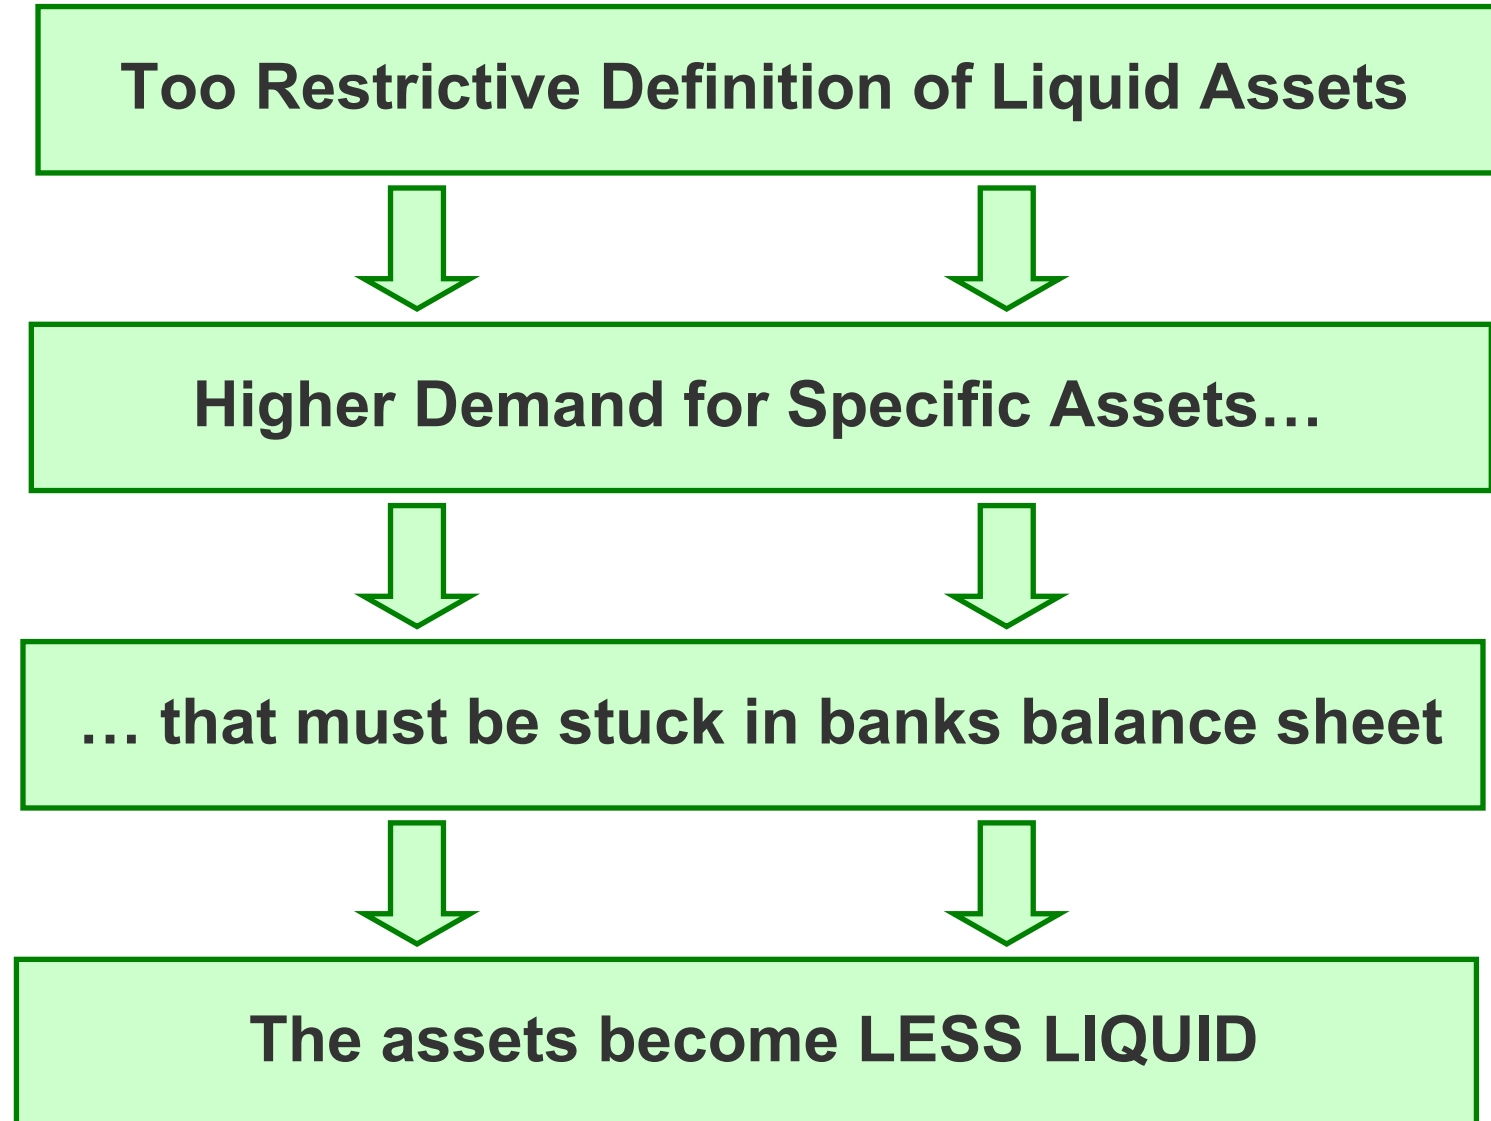 Too Restrictive Definition of Liquid Assets
Higher Demand for Specific Assets…
… that must be stuck in banks balance sheet
The assets become LESS LIQUID